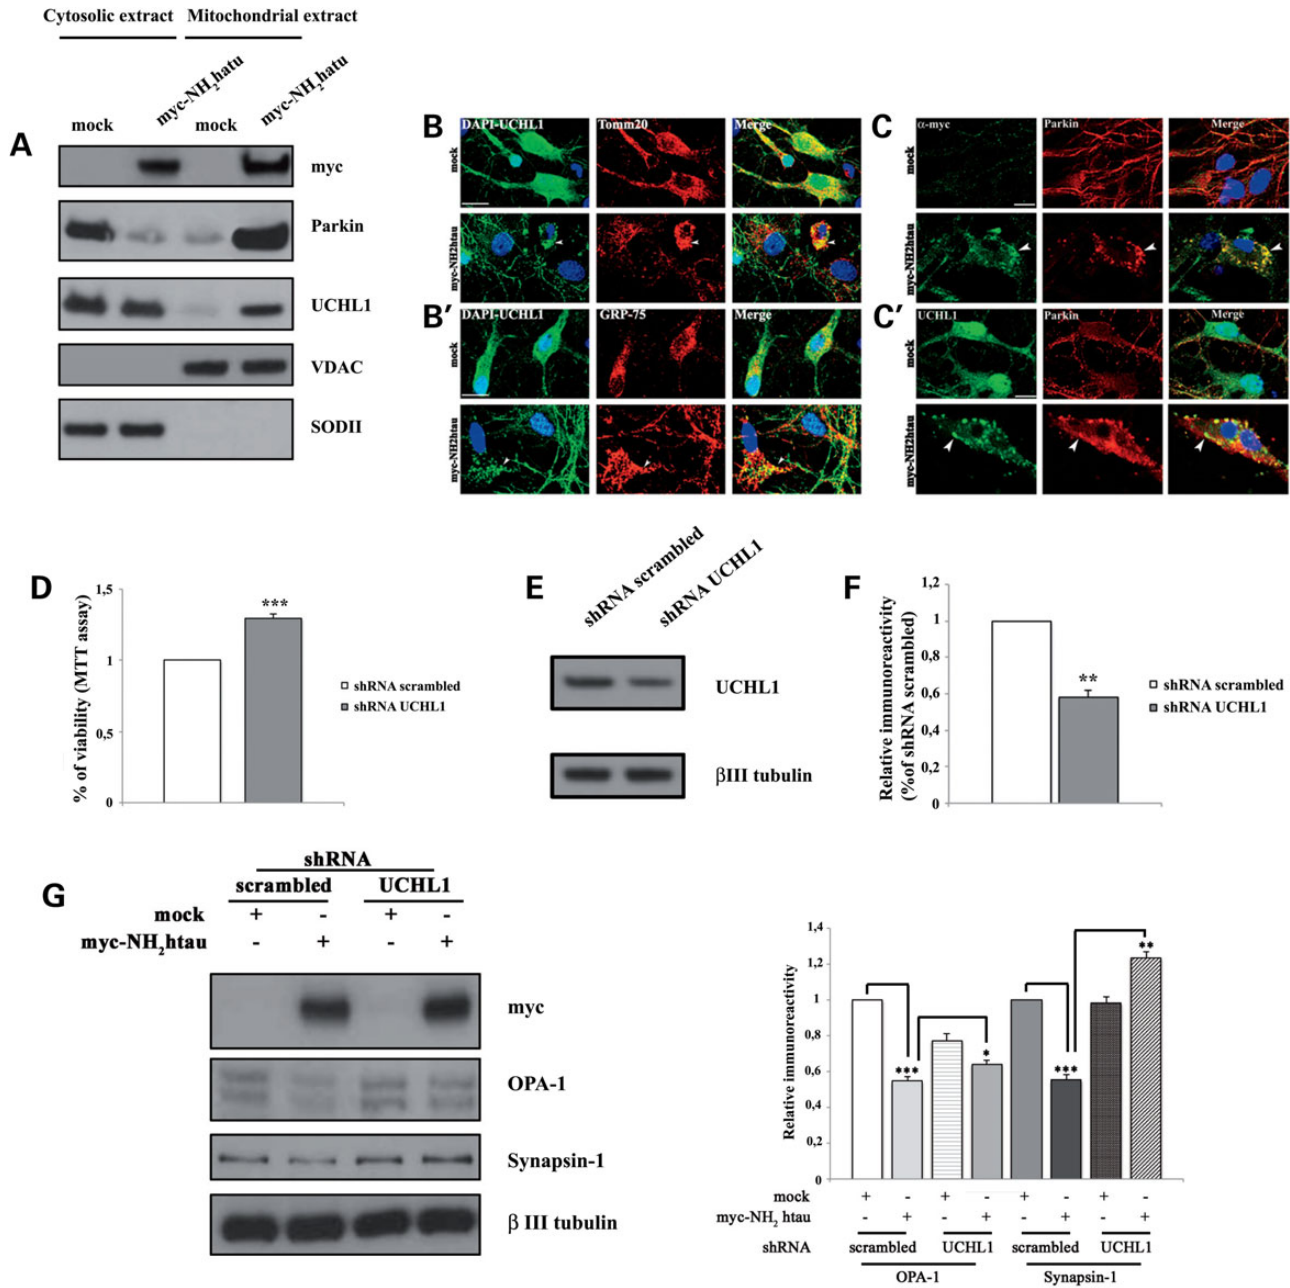 Cytosolic extract Mitochondrial extract
mock myc-NH2hatu mock myc-NH2hatu
A
myc
Parkin
UCHL1
VDAC
SODII
B
DAPI-UCHL1 Tomm20 Merge
mock
myc-NH2htau
B'
DAPI-UCHL1 GRP-75 Merge
mock
myc-NH2htau
C
α-myc Parkin Merge
mock
myc-NH2htau
C'
UCHL1 Parkin Merge
mock
myc-NH2htau
D
% of viability (MTT assay)
1,5
1
0,5
0
***
shRNA scrambled
shRNA UCHL1
E
shRNA scrambled
shRNA UCHL1
UCHL1
βIII tubulin
F
Relative immunoreactivity
(%of shRNA scrambled)
1,2
1
0,8
0,6
0,4
0,2
0
**
shRNA scrambled
shRNA UCHL1
G
shRNA
scrambled UCHL1
mock + - + -
myc-NH2htau - + - +
myc
OPA-1
Synapsin-1
β III tubulin
Relative immunoreactivity
1,4
1,2
1
0,8
0,6
0,4
0,2
0
*** * *** **
mock + - + - + - + -
myc-NH2 htau - + - + - + - +
shRNA scrambled UCHL1 scrambled UCHL1
OPA-1 Synapsin-1